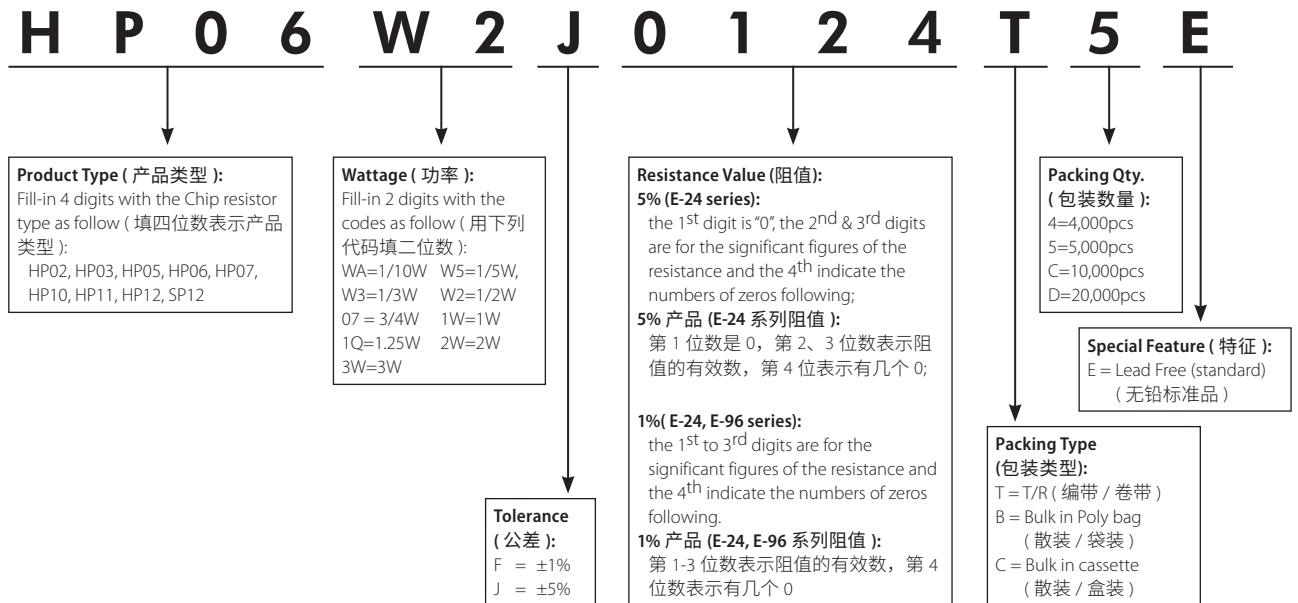 H P 0 6 W 2 J 0 1 2 4 T 5 E
Product Type ( 产品类型 ):
Fill-in 4 digits with the Chip resistor
type as follow ( 填四位数表示产品
类型 ):
HP02, HP03, HP05, HP06, HP07,
HP10, HP11, HP12, SP12
Wattage ( 功率 ):
Fill-in 2 digits with the
codes as follow ( 用下列
代码填二位数 ):
WA=1/10W W5=1/5W,
W3=1/3W W2=1/2W
07 = 3/4W 1W=1W
1Q=1.25W 2W=2W
3W=3W
Tolerance
( 公差 ):
F = ±1%
J = ±5%
Resistance Value (阻值):
5% (E-24 series):
the 1st digit is “0”, the 2nd & 3rd digits
are for the significant figures of the
resistance and the 4th indicate the
numbers of zeros following;
5% 产品 (E-24 系列阻值 ):
第 1 位数是 0，第 2、3 位数表示阻
值的有效数，第 4 位表示有几个 0;
1%( E-24, E-96 series):
the 1st to 3rd digits are for the
significant figures of the resistance and
the 4th indicate the numbers of zeros
following.
1% 产品 (E-24, E-96 系列阻值 ):
第 1-3 位数表示阻值的有效数，第 4
位数表示有几个 0
Packing Type
(包装类型):
T = T/R ( 编带 / 卷带 )
B = Bulk in Poly bag
( 散装 / 袋装 )
C = Bulk in cassette
( 散装 / 盒装 )
Packing Qty.
( 包装数量 ):
4=4,000pcs
5=5,000pcs
C=10,000pcs
D=20,000pcs
Special Feature ( 特征 ):
E = Lead Free (standard)
( 无铅标准品 )